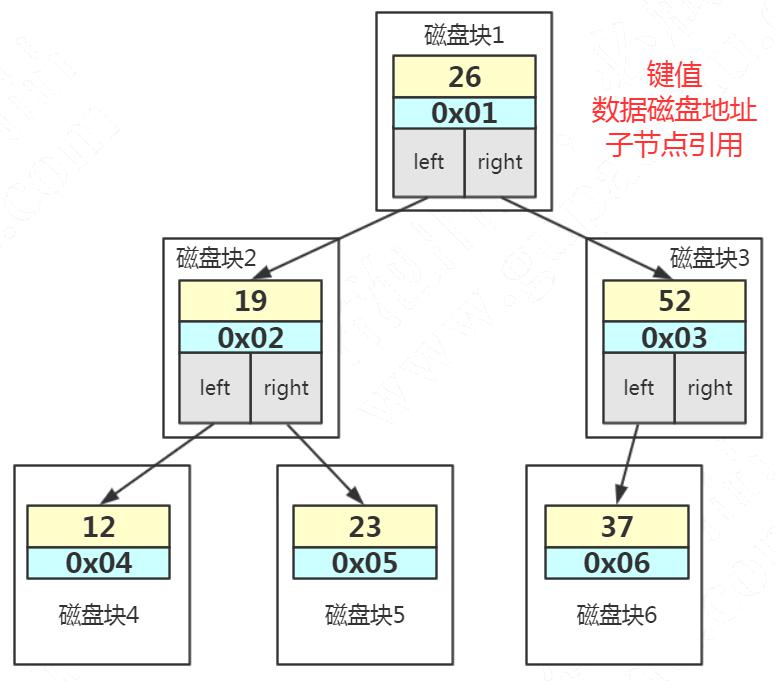 磁盘块1
26
0x01
left right
键值
数据磁盘地址
子节点引用
磁盘块2
19
0x02
left right
磁盘块3
52
0x03
left right
12
0x04
磁盘块4
23
0x05
磁盘块5
37
0x06
磁盘块6